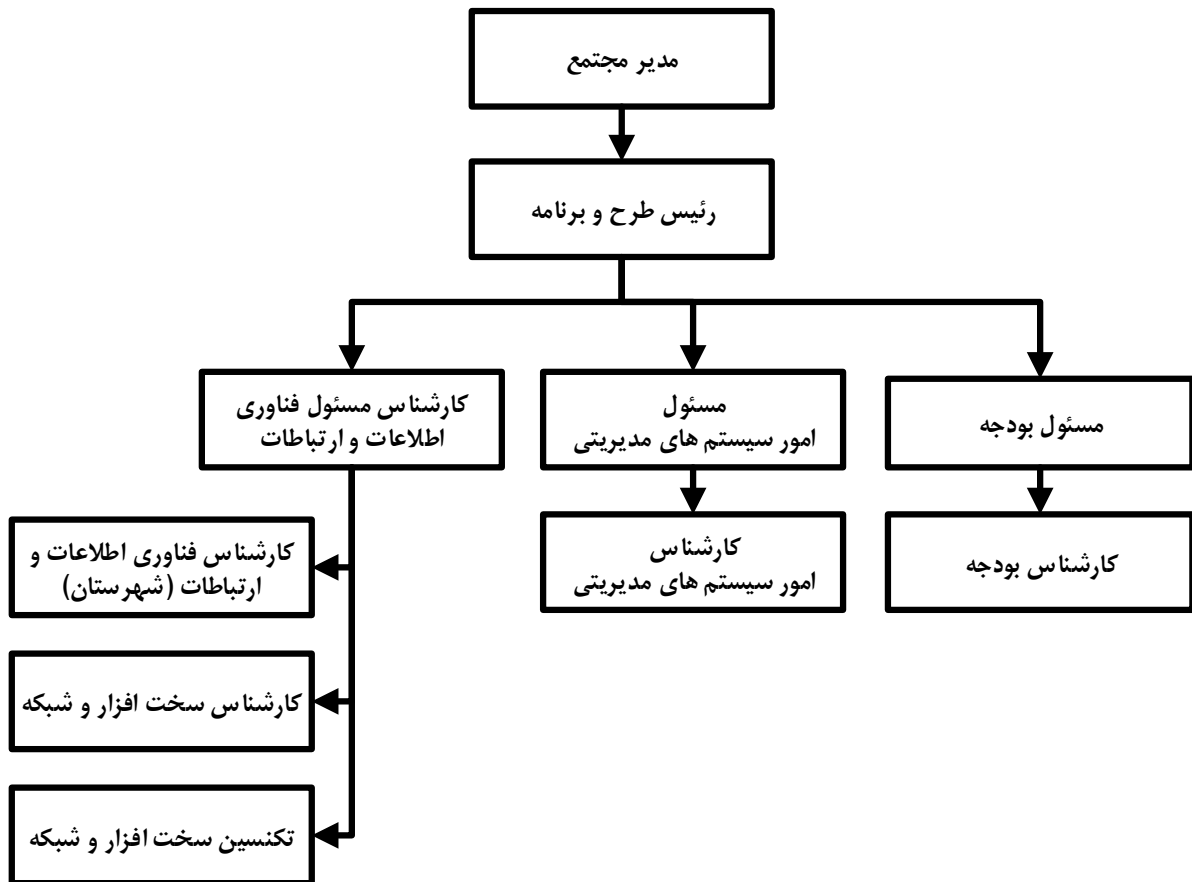 مدیر مجتمع
رئیس طرح و برنامه
مسئول بودجه
مسئول
امور سیستم های مدیریتی
کارشناس مسئول فناوری
اطلاعات و ارتباطات
کارشناس بودجه
کارشناس
امور سیستم های مدیریتی
کارشناس فناوری اطلاعات و
ارتباطات (شهرستان)
کارشناس سخت افزار و شبکه
تکنسین سخت افزار و شبکه